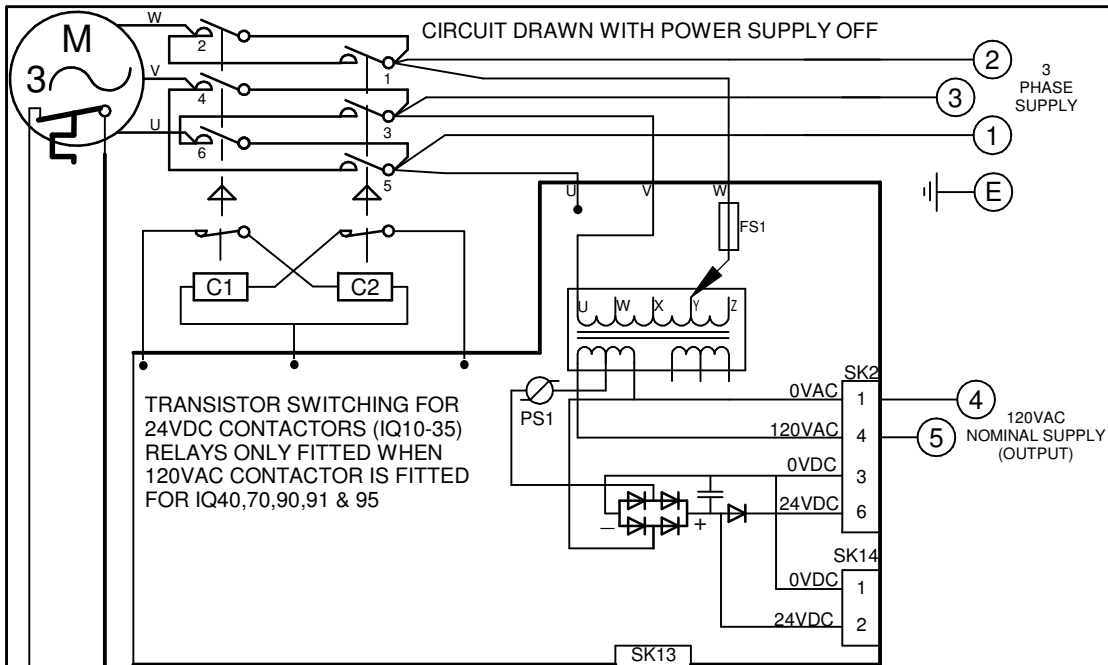 W
M
3
V
U
2
4
6
1
3
5
CIRCUIT DRAWN WITH POWER SUPPLY OFF
2
3
1
E
3
PHASE
SUPPLY
U
V
W
FS1
C1
C2
U W X Y Z
PS1
TRANSISTOR SWITCHING FOR
24VDC CONTACTORS (IQ10-35)
RELAYS ONLY FITTED WHEN
120VAC CONTACTOR IS FITTED
FOR IQ40,70,90,91 & 95
SK2
0VAC 1
120VAC 4
0VDC 3
24VDC 6
4
5
120VAC
NOMINAL SUPPLY
(OUTPUT)
− +
SK14
0VDC 1
24VDC 2
SK13